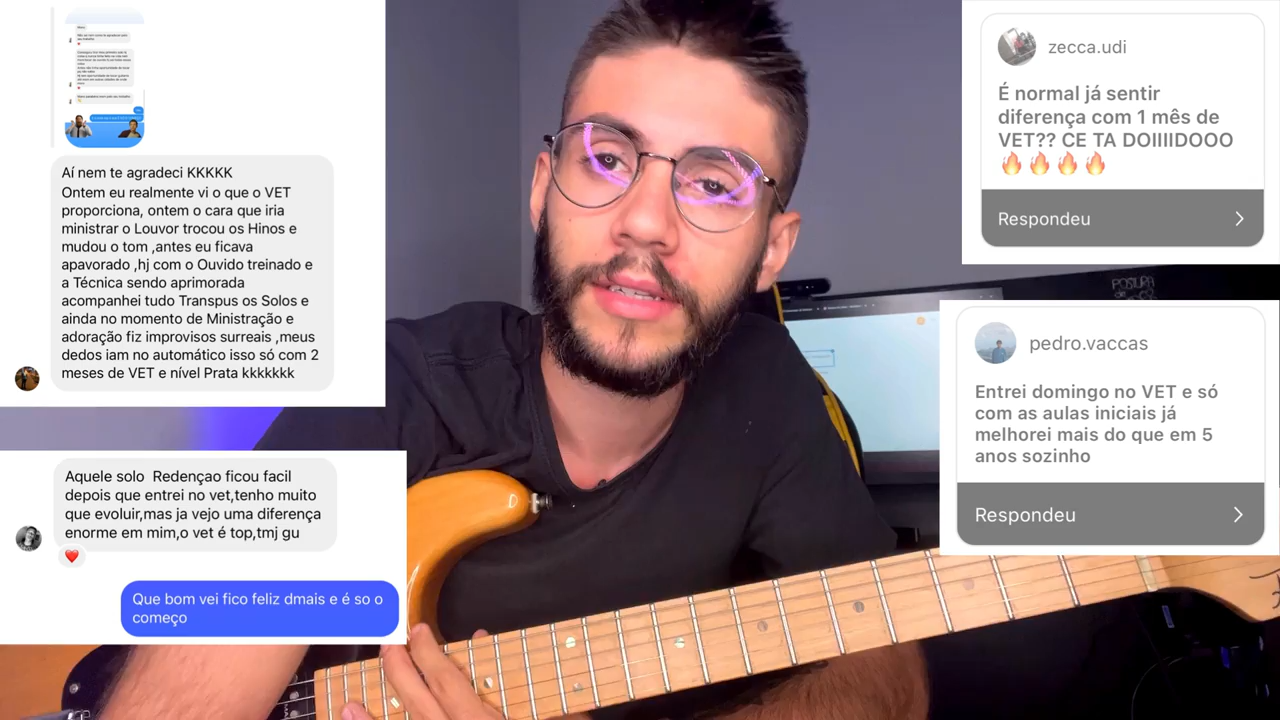 Aí nem te agradeci KKKKK
Ontem eu realmente vi o que o VET
proporciona, ontem o cara que iria
ministrar o Louvor trocou os Hinos e
mudou o tom ,antes eu ficava
apavorado ,hj com o Ouvido treinado e
a Técnica sendo aprimorada
acompanhei tudo Transpus os Solos e
ainda no momento de Ministração e
adoração fiz improvisos surreais ,meus
dedos iam no automático isso só com 2
meses de VET e nível Prata kkkkkkk
Aquele solo Redençao ficou facil
depois que entrei no vet,tenho muito
que evoluir,mas ja vejo uma diferença
enorme em mim,o vet é top,tmj gu
Que bom vei fico feliz dmais e é so o
começo
zecca.udi
É normal já sentir
diferença com 1 mês de
VET?? CE TA DOIIIIDOOO
🔥🔥🔥🔥
Respondeu
POSTURA
pedro.vaccas
Entrei domingo no VET e só
com as aulas iniciais já
melhorei mais do que em 5
anos sozinho
Respondeu